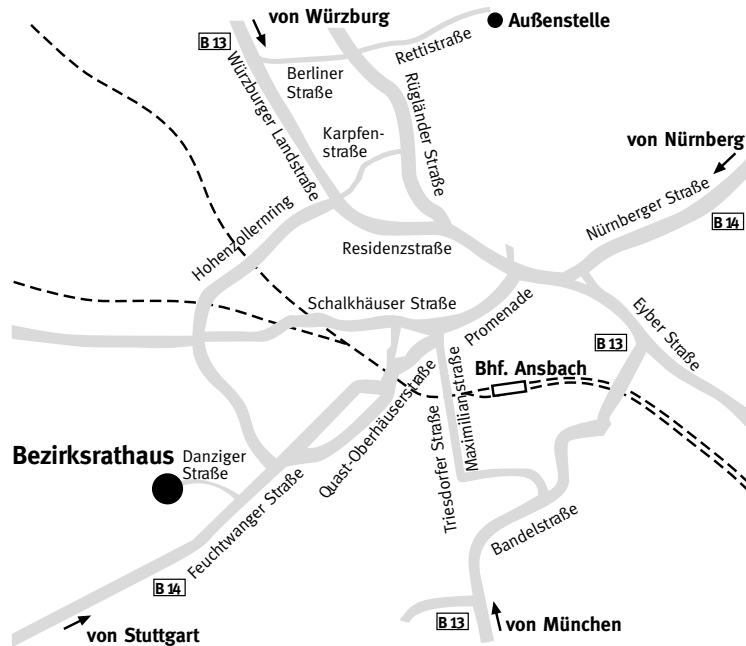 von Würzburg
Außenstelle
B 13
Rettistraße
Berliner
Straße
Würzburger Landstraße
Rügländer Straße
Karpfen-
straße
von Nürnberg
Nürnberger Straße
B 14
Hohenzollernring
Residenzstraße
Schalkhäuser Straße
Promenade
Eyber Straße
B 13
Bhf. Ansbach
Maximilianstraße
Quast-Oberhäuserstraße
Triesdorfer Straße
Bezirksrathaus
Danziger
Straße
Feuchtwanger Straße
Bandelstraße
B 14
von Stuttgart
B 13
von München